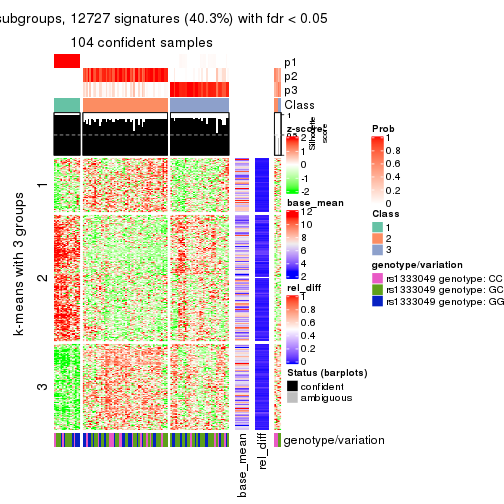 subgroups, 12727 signatures (40.3%) with fdr < 0.05
104 confident samples
p1
p2
p3
Class
1
0
Silhouette
score
k-means with 3 groups
1
2
3
genotype/variation
base_mean
rel_diff
z-score
2
1
0
-1
-2
base_mean
12
10
8
6
4
2
rel_diff
1
0.8
0.6
0.4
0.2
0
Status (barplots)
confident
ambiguous
Prob
1
0.8
0.6
0.4
0.2
0
Class
1
2
3
genotype/variation
rs1333049 genotype: CC
rs1333049 genotype: GC
rs1333049 genotype: GG